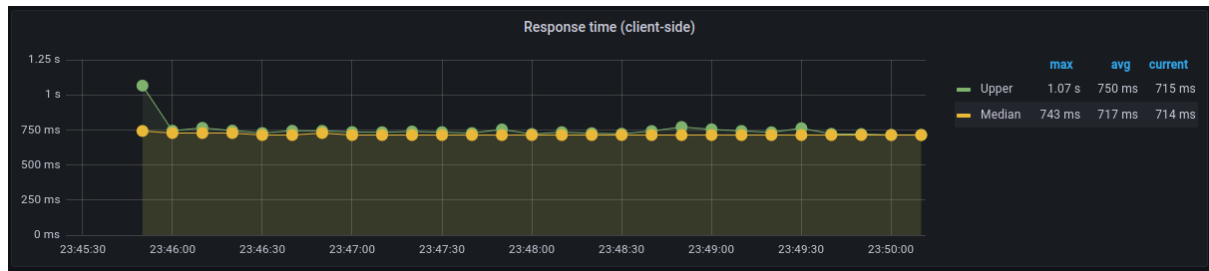 Response time (client-side)
1.25 s
1 s
750 ms
500 ms
250 ms
0 ms
23:45:30 23:46:00 23:46:30 23:47:00 23:47:30 23:48:00 23:48:30 23:49:00 23:49:30 23:50:00
max avg current
Upper 1.07 s 750 ms 715 ms
Median 743 ms 717 ms 714 ms